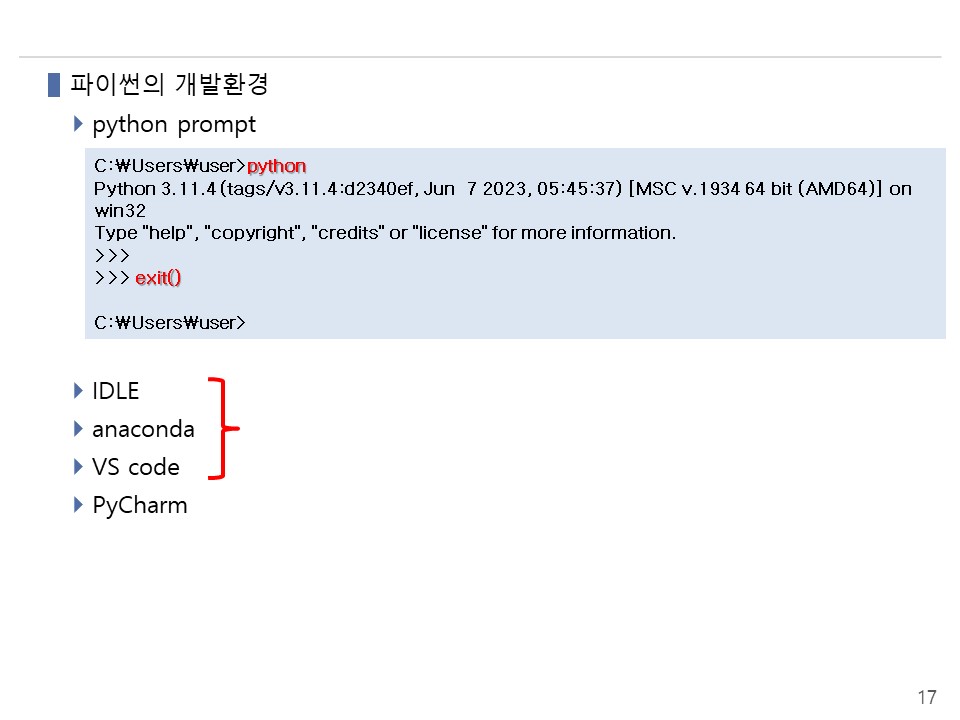 파이썬의 개발환경
python prompt
C:₩Users₩user>python
Python 3.11.4 (tags/v3.11.4:d2340ef, Jun  7 2023, 05:45:37) [MSC v.1934 64 bit (AMD64)] on
win32
Type "help", "copyright", "credits" or "license" for more information.
>>>
>>> exit()
C:₩Users₩user>
IDLE
anaconda
VS code
PyCharm
17